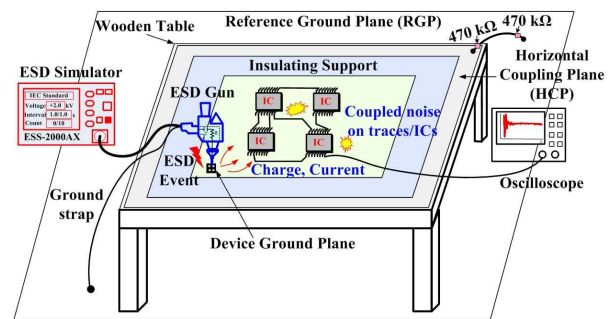 Reference Ground Plane (RGP)
470 kΩ
470 kΩ
Wooden Table
Insulating Support
Horizontal
Coupling Plane
(HCP)
ESD Simulator
IEC Standard
Voltage +2.0 kV
Interval 1.0/1.0 s
Count 0/10
ESS-2000AX
ESD Gun
IC
IC
IC
IC
Coupled noise
on traces/ICs
ESD
Event
Charge, Current
Oscilloscope
Ground
strap
Device Ground Plane